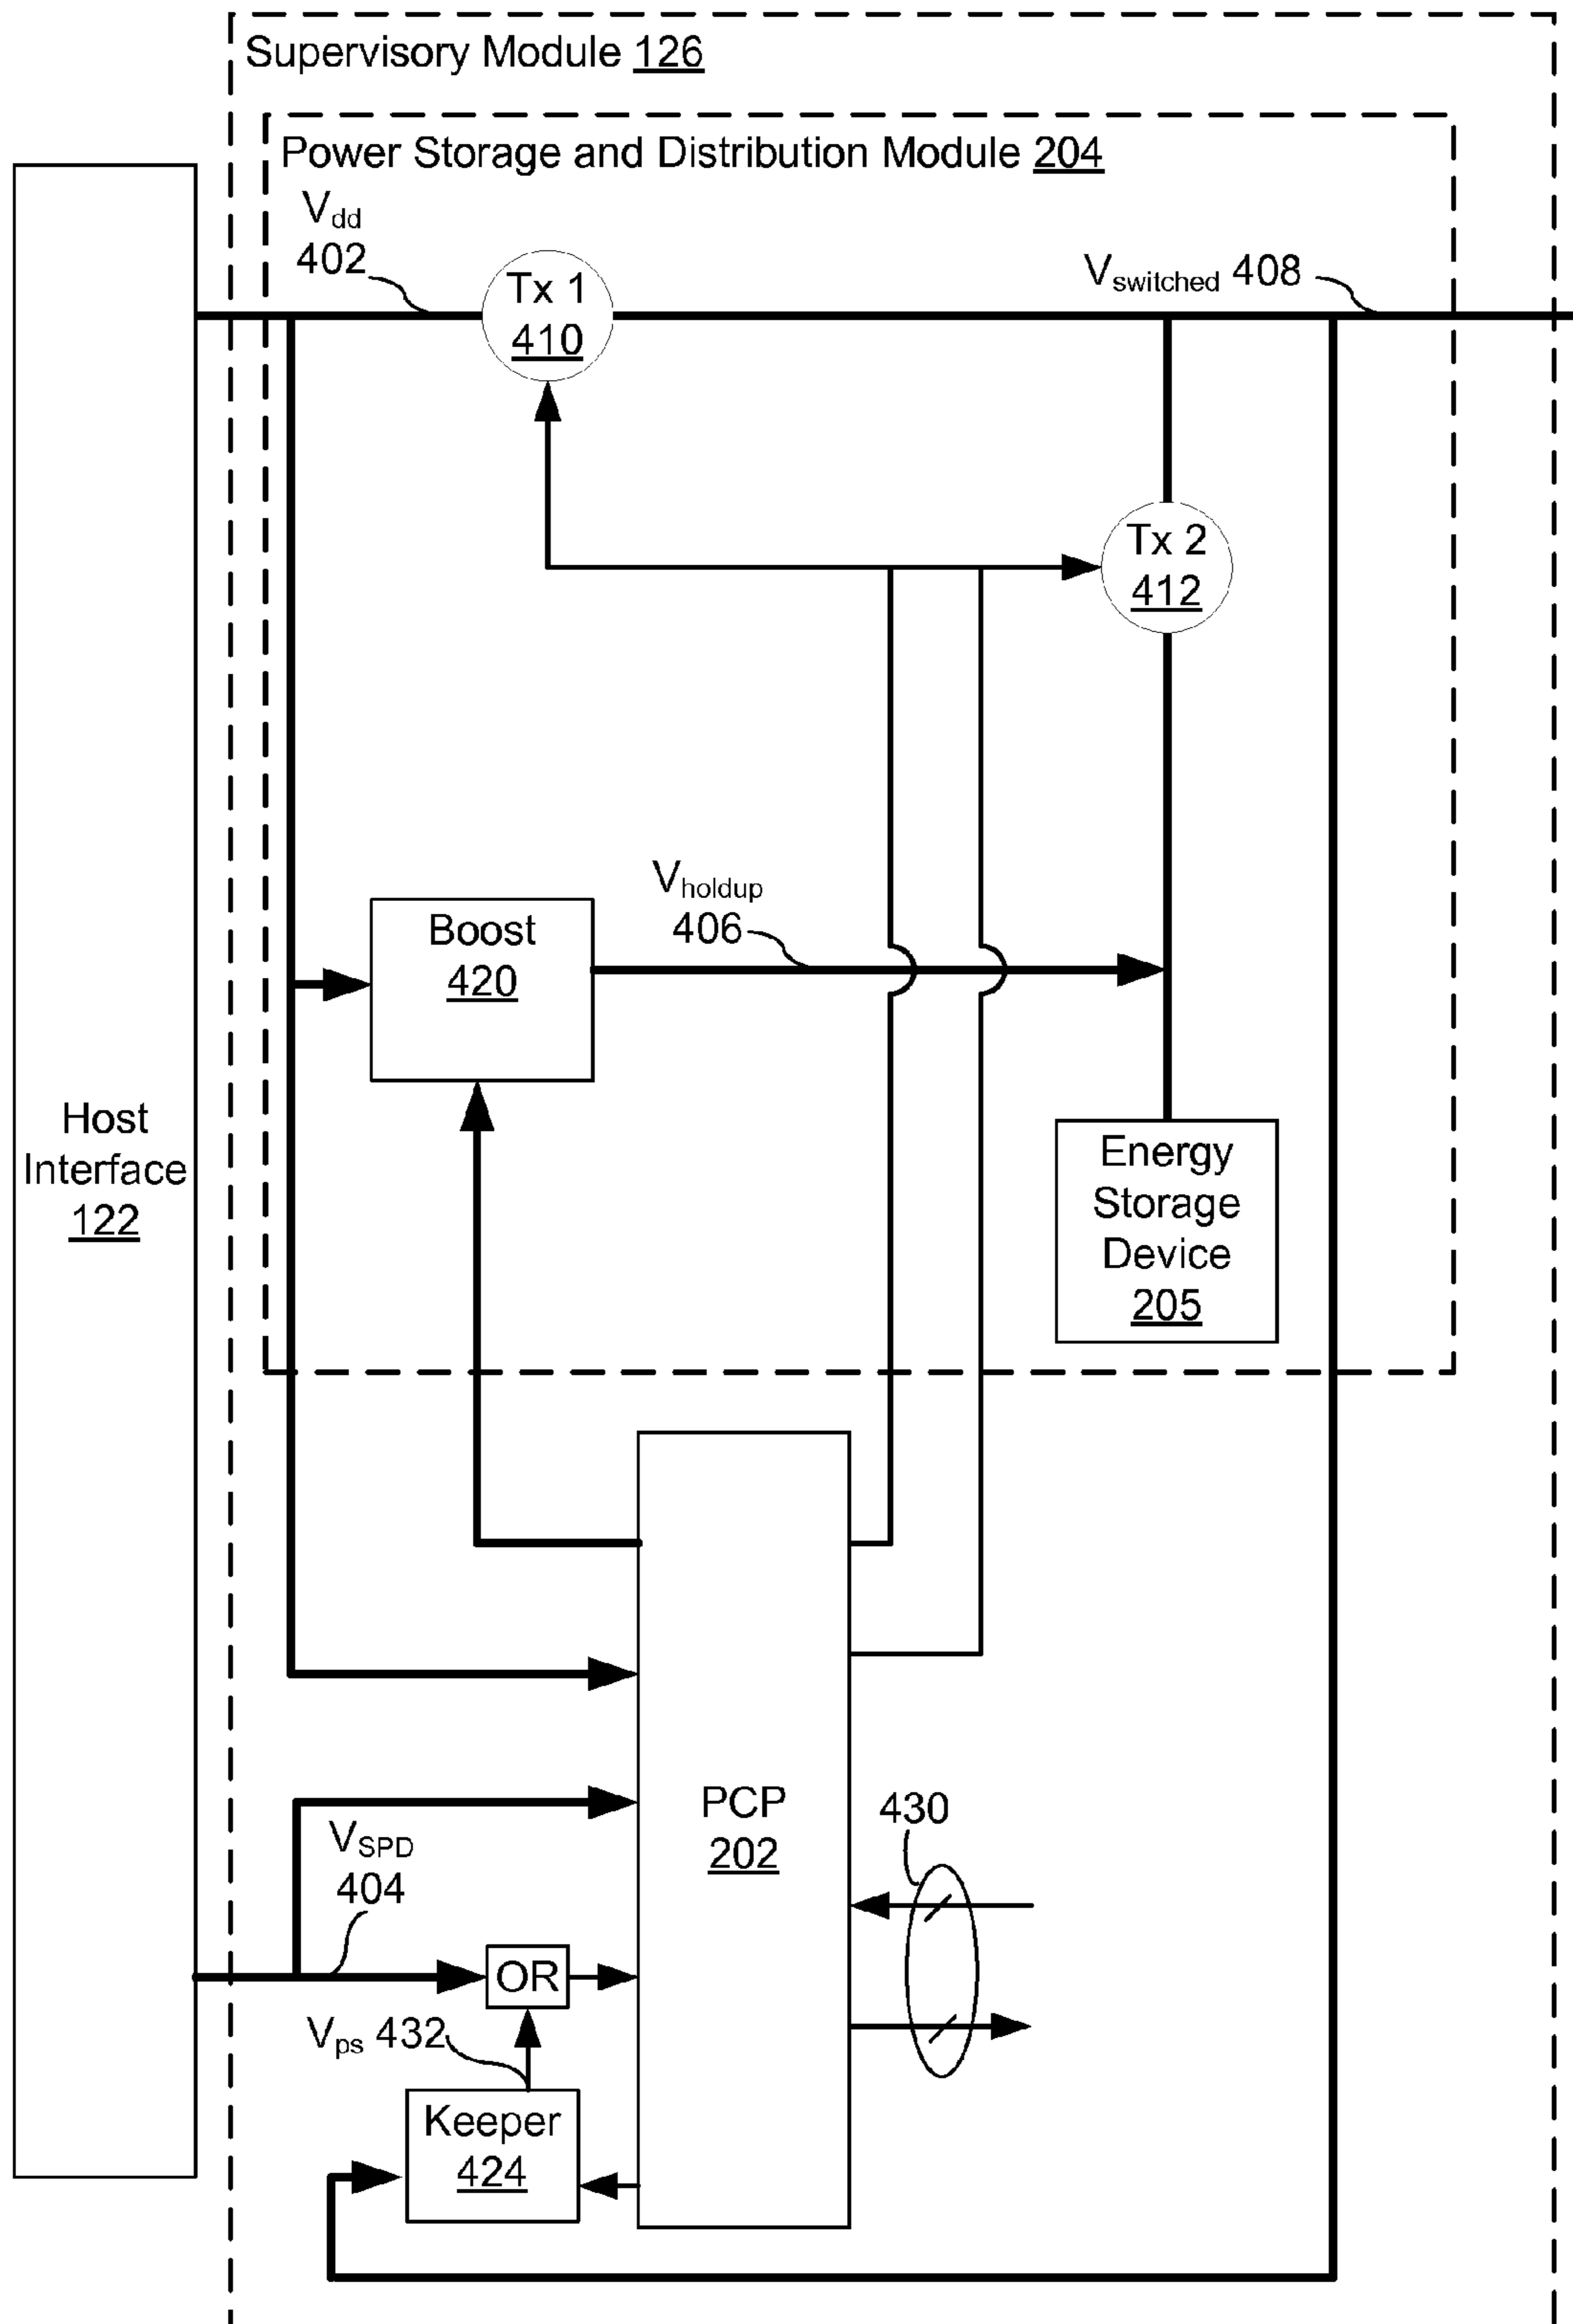 Supervisory Module 126
Power Storage and Distribution Module 204
Vdd
402
Tx 1
410
Vswitched 408
Tx 2
412
Vholdup
406
Boost
420
Host
Interface
122
Energy
Storage
Device
205
PCP
202
430
VSPD
404
OR
Vps 432
Keeper
424